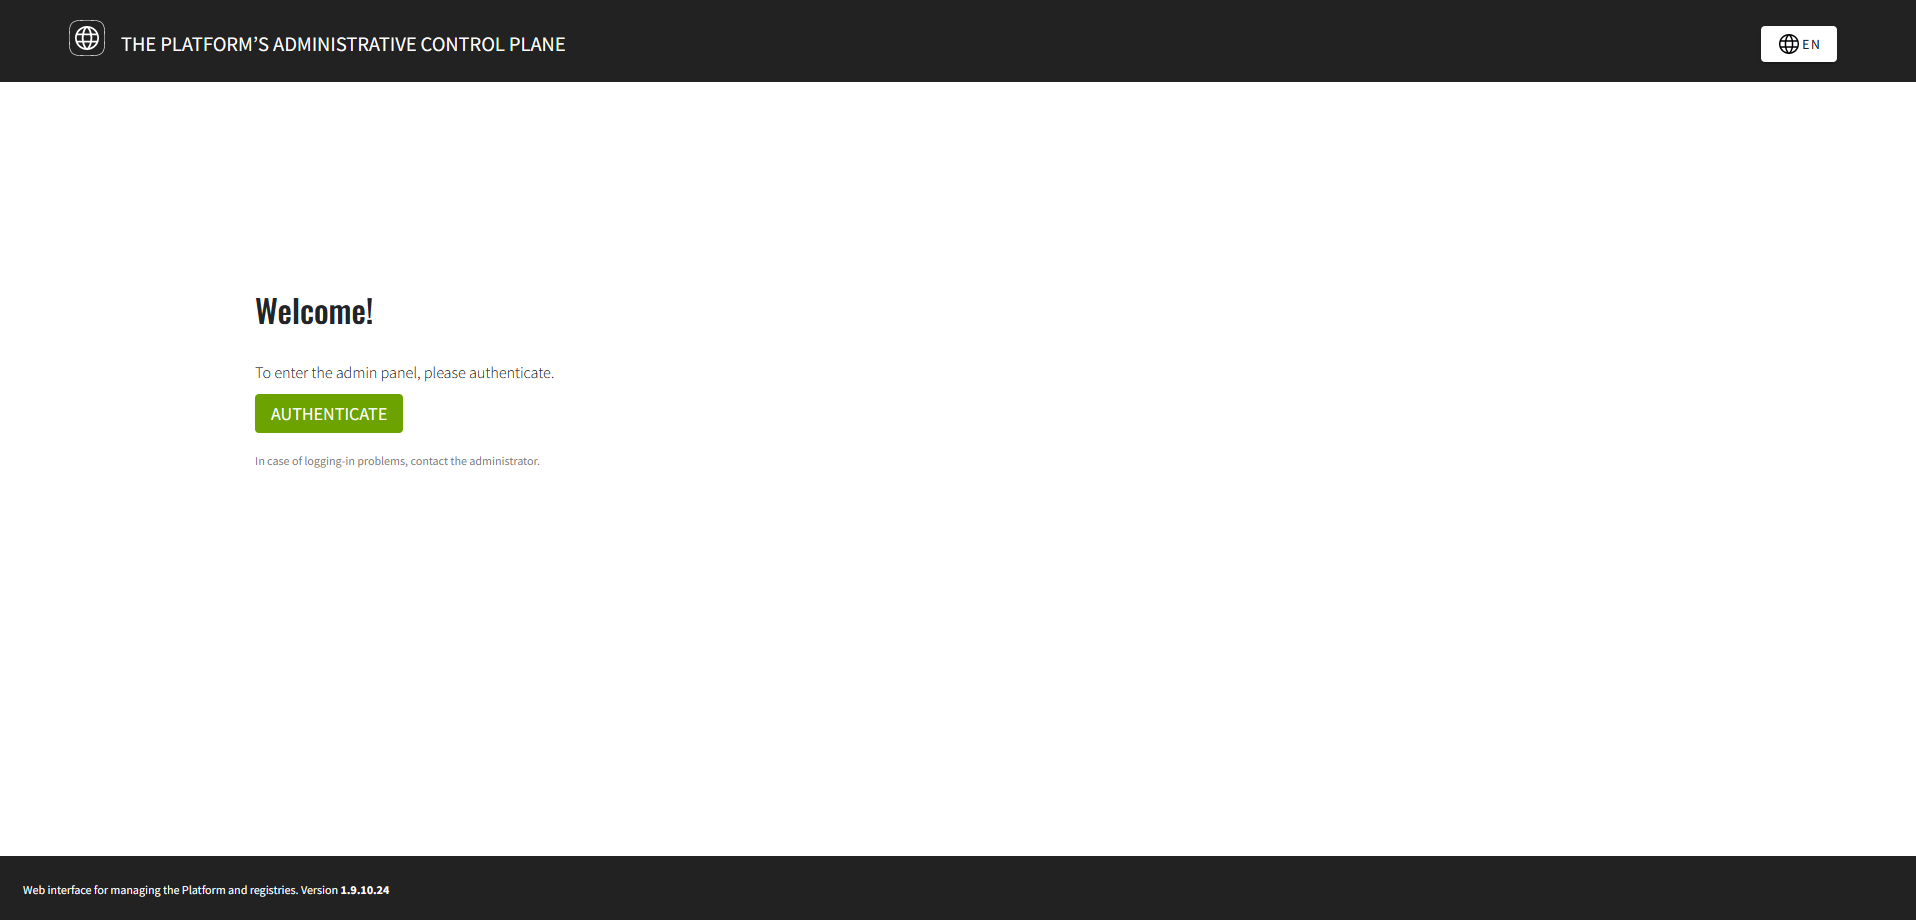 THE PLATFORM’S ADMINISTRATIVE CONTROL PLANE
EN
Welcome!
To enter the admin panel, please authenticate.
AUTHENTICATE
In case of logging-in problems, contact the administrator.
Web interface for managing the Platform and registries. Version 1.9.10.24